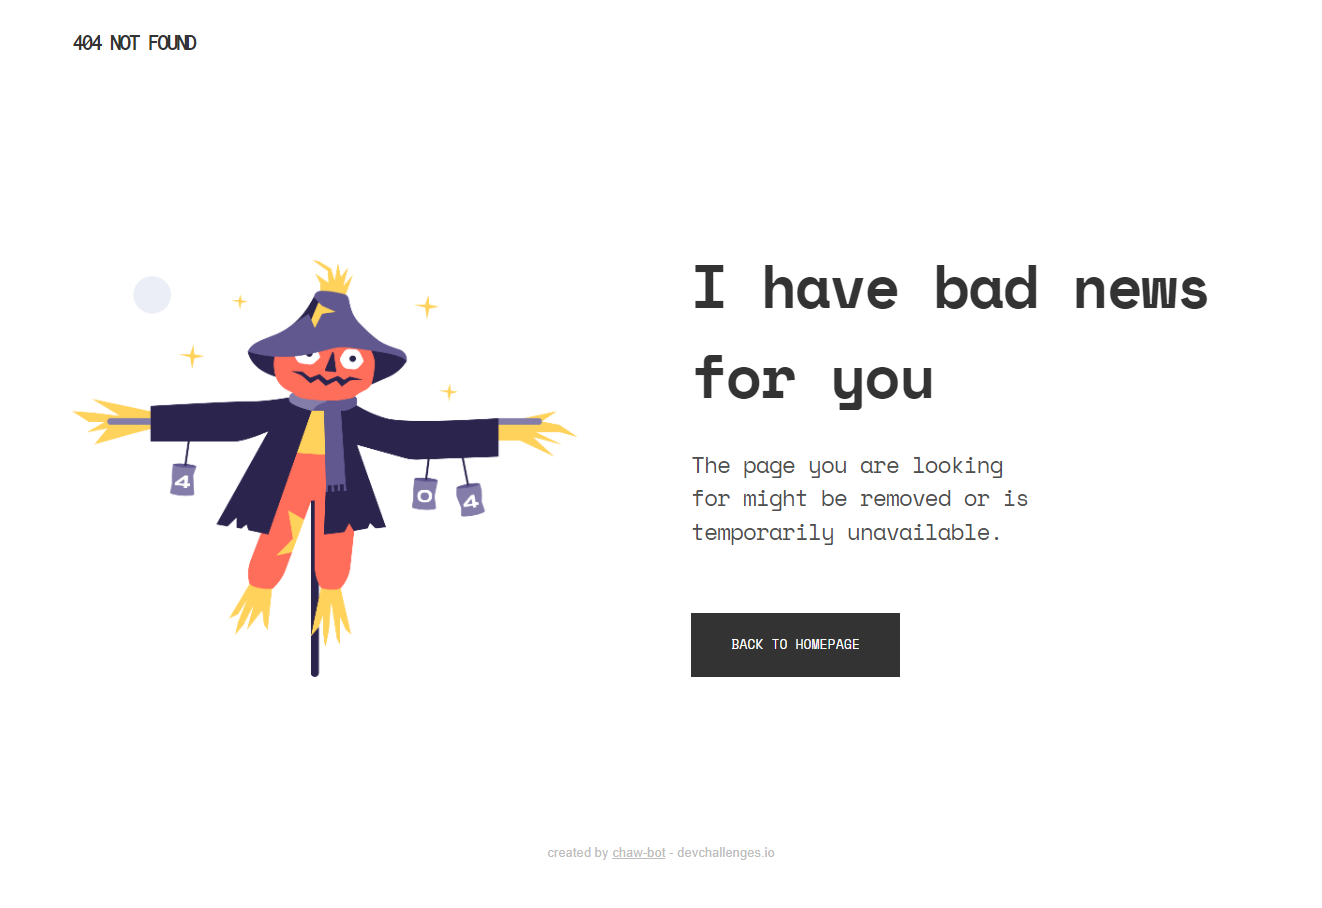 404 NOT FOUND
I have bad news
for you
The page you are looking
for might be removed or is
temporarily unavailable.
BACK TO HOMEPAGE
4
0
4
created by chaw-bot - devchallenges.io